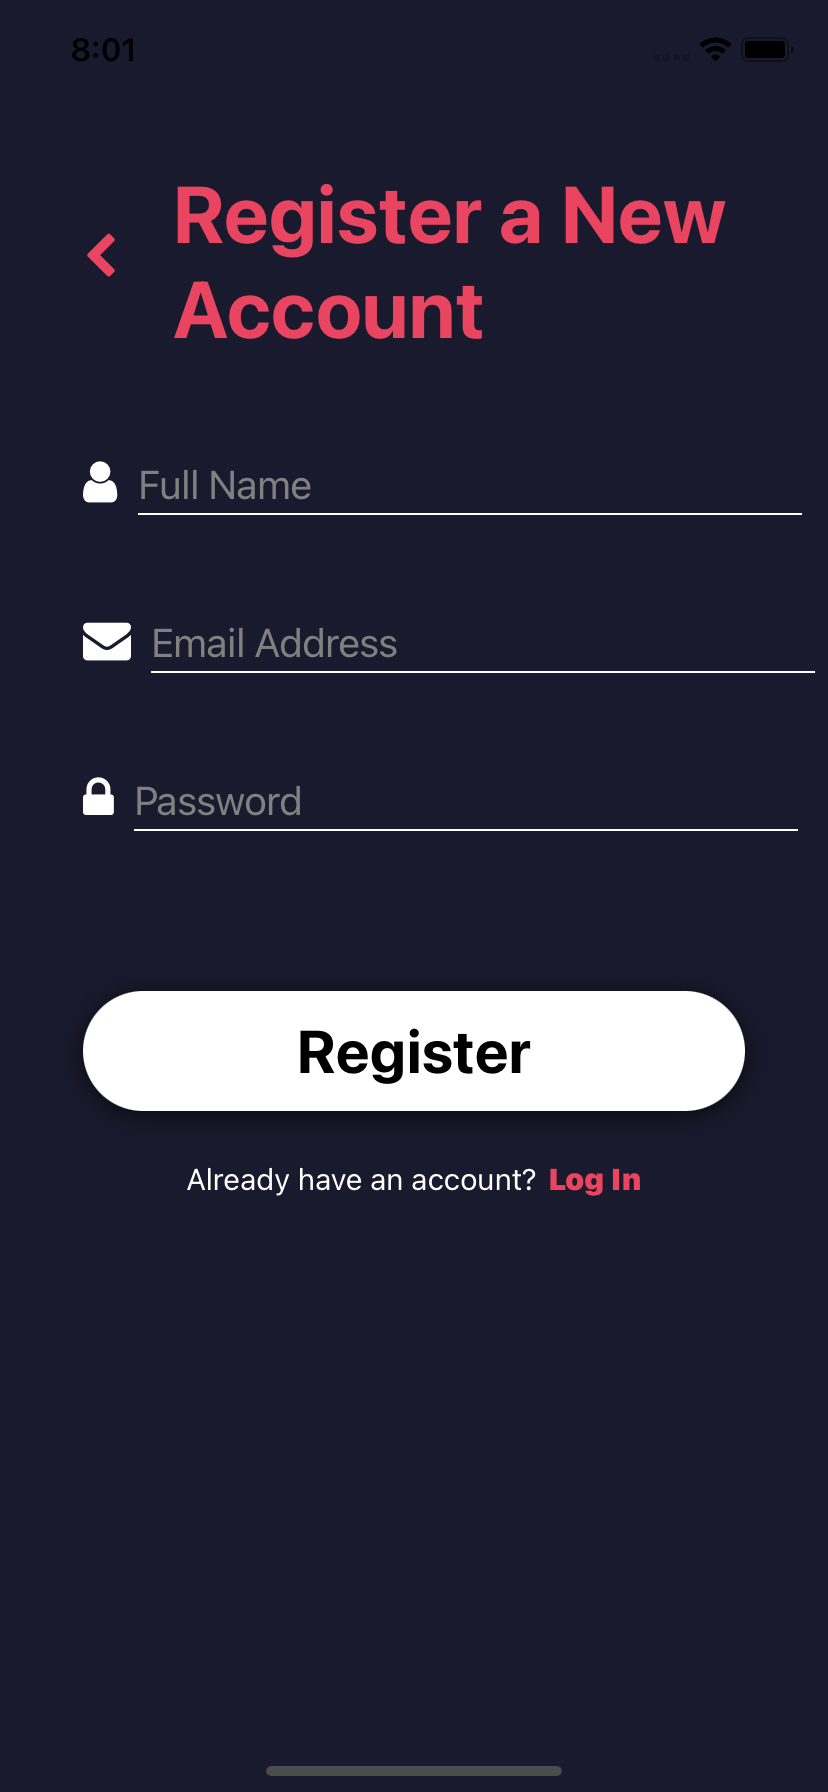 8:01
Register a New
Account
Full Name
Email Address
Password
Register
Already have an account? Log In